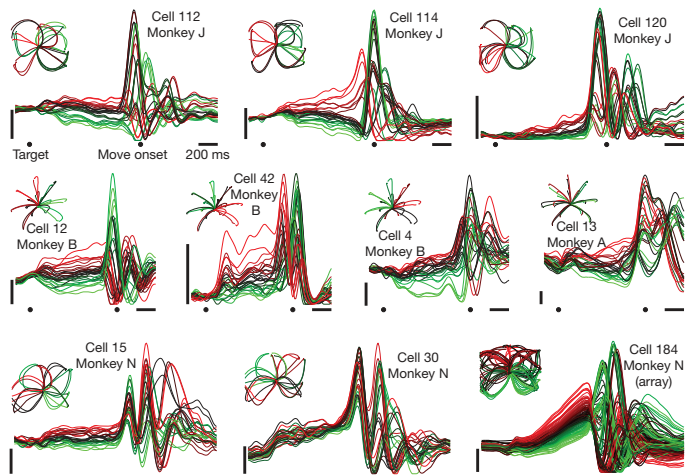 Cell 112
Monkey J
Cell 114
Monkey J
Cell 120
Monkey J
Target
Move onset
200 ms
Cell 12
Monkey B
Cell 42
Monkey
B
Cell 4
Monkey B
Cell 13
Monkey A
Cell 15
Monkey N
Cell 30
Monkey N
Cell 184
Monkey N
(array)